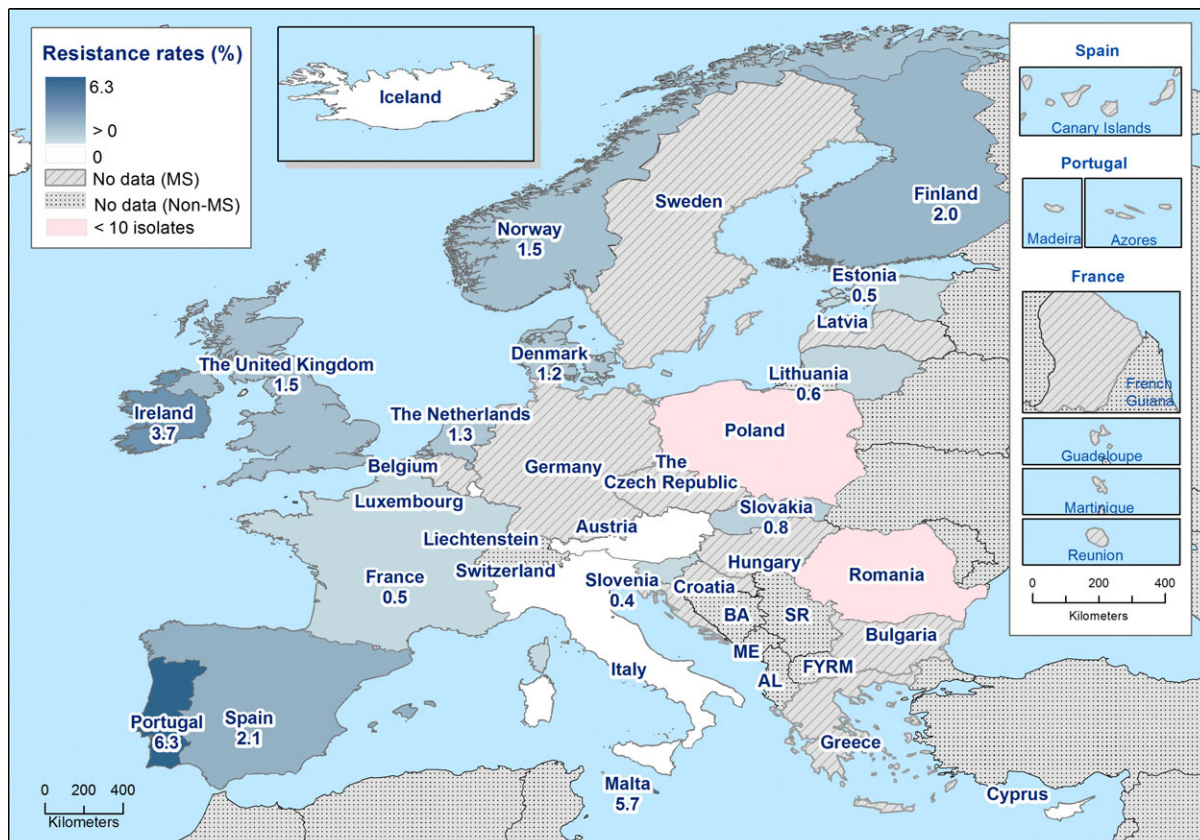 Resistance rates (%)
6.3
> 0
0
No data (MS)
No data (Non-MS)
< 10 isolates
Iceland
Sweden
Finland
2.0
Norway
1.5
Estonia
0.5
Latvia
Denmark
1.2
Lithuania
0.6
The United Kingdom
1.5
Ireland
3.7
The Netherlands
1.3
Poland
Belgium
Germany
The
Czech Republic
Luxembourg
Slovakia
0.8
Austria
Liechtenstein
Hungary
Switzerland
Romania
France
0.5
Slovenia
0.4
Croatia
BA
SR
Bulgaria
ME
Italy
FYRM
AL
Portugal
6.3
Spain
2.1
Greece
Malta
5.7
Cyprus
0 200 400
Kilometers
Spain
Canary Islands
Portugal
Madeira
Azores
France
French
Guiana
Guadeloupe
Martinique
Reunion
0 200 400
Kilometers